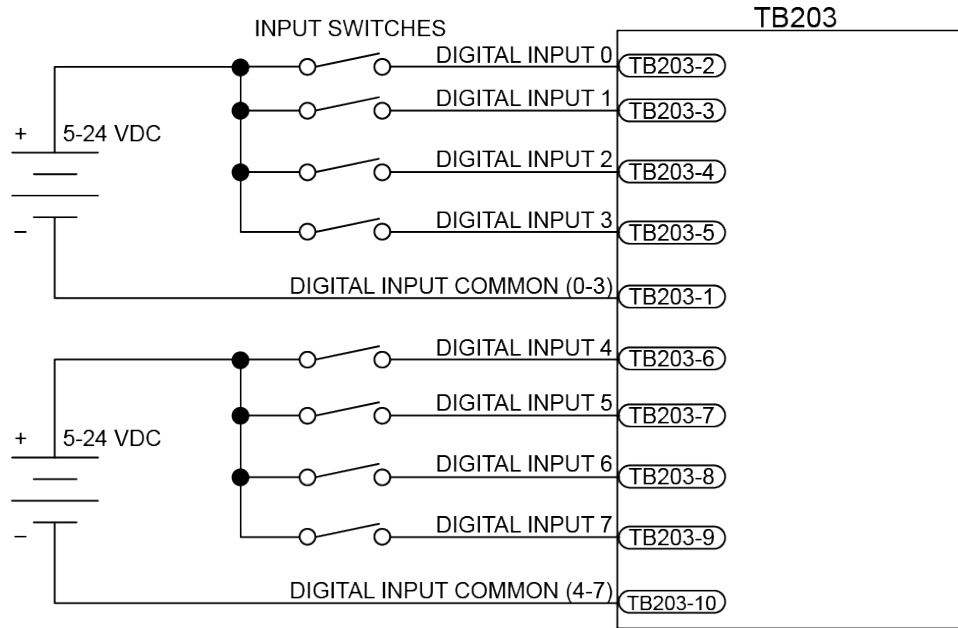 TB203
INPUT SWITCHES
DIGITAL INPUT 0 TB203-2
DIGITAL INPUT 1 TB203-3
+ 5-24 VDC
DIGITAL INPUT 2 TB203-4
DIGITAL INPUT 3 TB203-5
–
DIGITAL INPUT COMMON (0-3) TB203-1
DIGITAL INPUT 4 TB203-6
DIGITAL INPUT 5 TB203-7
+ 5-24 VDC
DIGITAL INPUT 6 TB203-8
DIGITAL INPUT 7 TB203-9
–
DIGITAL INPUT COMMON (4-7) TB203-10